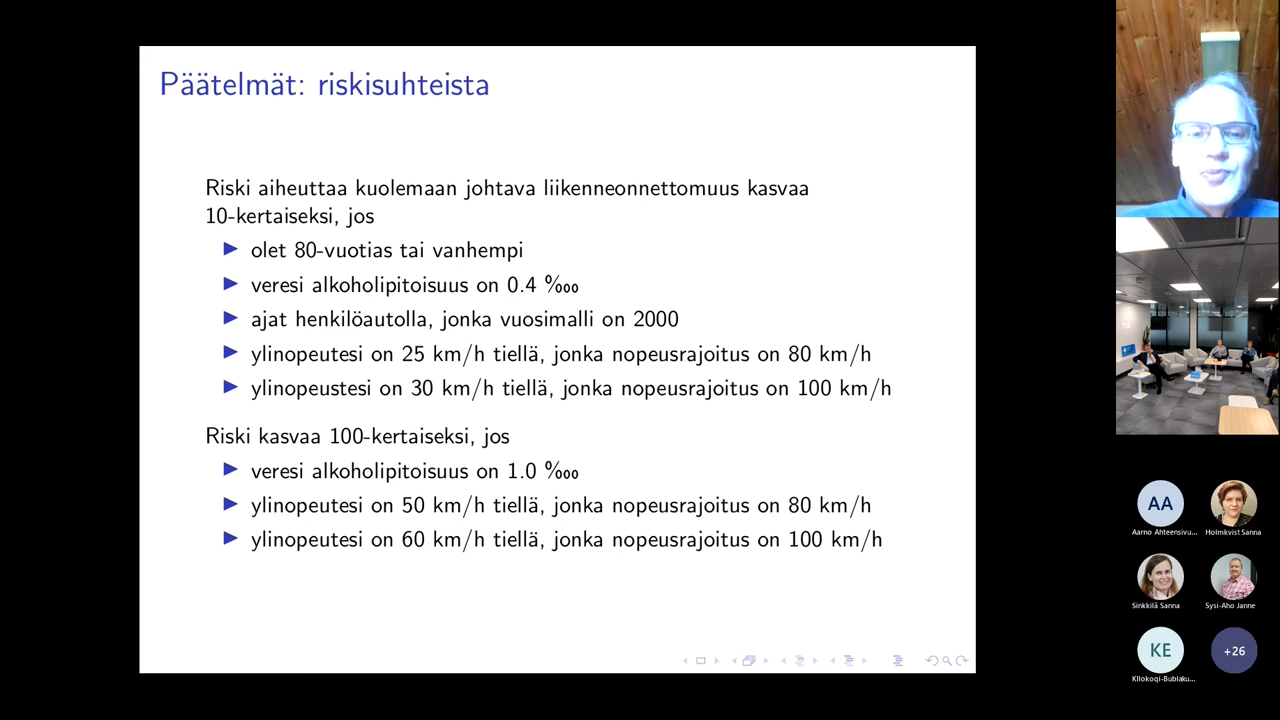 Päätelmät: riskisuhteista
Riski aiheuttaa kuolemaan johtava liikenneonnettomuus kasvaa
10-kertaiseksi, jos
olet 80-vuotias tai vanhempi
veresi alkoholipitoisuus on 0.4 ‱
ajat henkilöautolla, jonka vuosimalli on 2000
ylinopeutesi on 25 km/h tiellä, jonka nopeusrajoitus on 80 km/h
ylinopeustesi on 30 km/h tiellä, jonka nopeusrajoitus on 100 km/h
Riski kasvaa 100-kertaiseksi, jos
veresi alkoholipitoisuus on 1.0 ‱
ylinopeutesi on 50 km/h tiellä, jonka nopeusrajoitus on 80 km/h
ylinopeutesi on 60 km/h tiellä, jonka nopeusrajoitus on 100 km/h
AA
Aarno Ahteensivu...
Holmkvist Sanna
Sinkkilä Sanna
Sysi-Aho Janne
KE
Kllokoqi-Bublaku...
+26